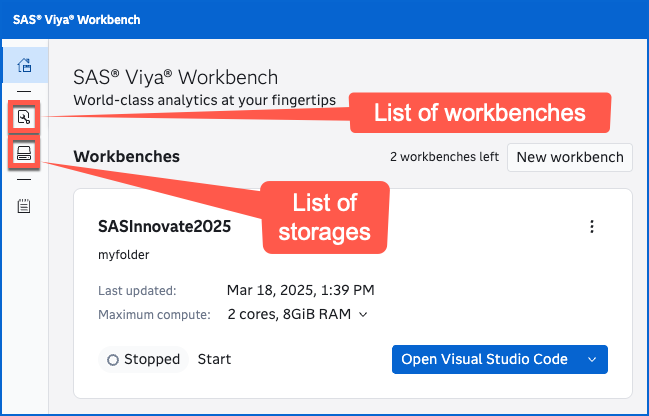 SAS® Viya® Workbench
SAS® Viya® Workbench
World-class analytics at your fingertips
List of workbenches
Workbenches
2 workbenches left
New workbench
List of
storages
SASInnovate2025
myfolder
Last updated: Mar 18, 2025, 1:39 PM
Maximum compute: 2 cores, 8GiB RAM
Stopped
Start
Open Visual Studio Code